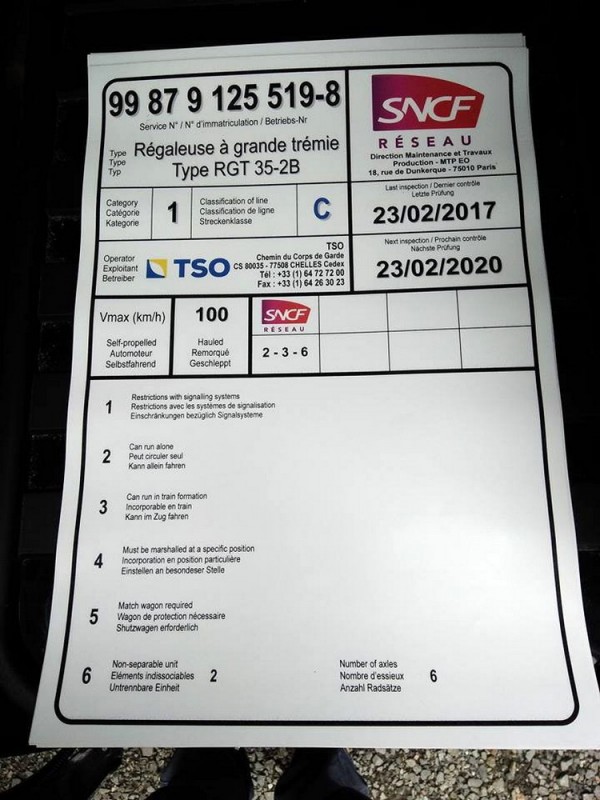 99 87 9 125 519-8
Service N° / N° d'immatriculation / Betriebs-Nr
Type
Type
Typ
Régaleuse à grande trémie
Type RGT 35-2B
SNCF
RÉSEAU
Direction Maintenance et Travaux
Production - MTP EO
18, rue de Dunkerque - 75010 Paris
Category
Catégorie
Kategorie
1
Classification of line
Classification de ligne
Streckenklasse
C
Last inspection / Dernier contrôle
Letzte Prüfung
23/02/2017
Operator
Exploitant
Betreiber
TSO
TSO
Chemin du Corps de Garde
CS 80035 - 77508 CHELLES Cedex
Tél : +33 (1) 64 72 72 00
Fax : +33 (1) 64 26 30 23
Next inspection / Prochain contrôle
Nächste Prüfung
23/02/2020
Vmax (km/h)
Self-propelled
Automoteur
Selbstfahrend
100
Hauled
Remorqué
Geschleppt
SNCF
RÉSEAU
2 - 3 - 6
1
Restrictions with signalling systems
Restrictions avec les systèmes de signalisation
Einschränkungen bezüglich Signalsysteme
2
Can run alone
Peut circuler seul
Kann allein fahren
3
Can run in train formation
Incorporable en train
Kann im Zug fahren
4
Must be marshalled at a specific position
Incorporation en position particulière
Einstellen an besondeser Stelle
5
Match wagon required
Wagon de protection nécessaire
Shutzwagen erforderlich
6
Non-separable unit
Eléments indissociables
Untrennbare Einheit
2
Number of axles
Nombre d'essieux
Anzahl Radsätze
6